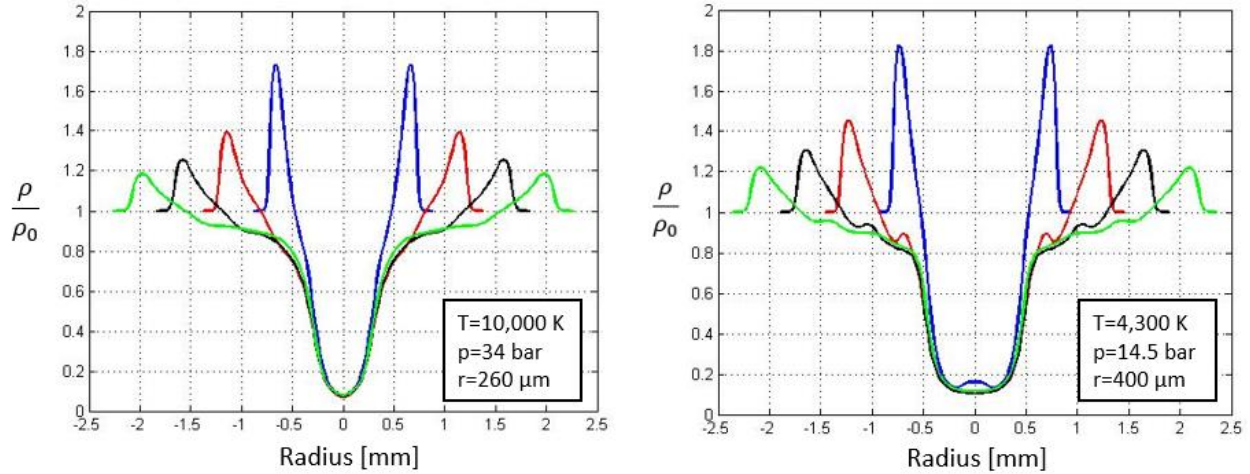 2
1.8
1.6
1.4
1.2
1
0.8
0.6
0.4
0.2
0
ρ
ρ0
-2.5 -2 -1.5 -1 -0.5 0 0.5 1 1.5 2 2.5
Radius [mm]
T=10,000 K
p=34 bar
r=260 μm
2
1.8
1.6
1.4
1.2
1
0.8
0.6
0.4
0.2
0
ρ
ρ0
-2.5 -2 -1.5 -1 -0.5 0 0.5 1 1.5 2 2.5
Radius [mm]
T=4,300 K
p=14.5 bar
r=400 μm